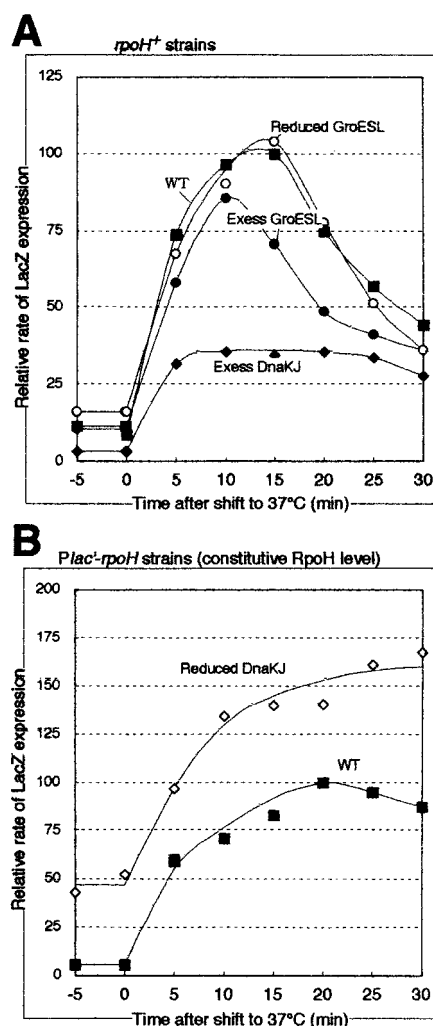 A
rpoH+ strains
125
100
75
50
25
0
Relative rate of LacZ expression
Reduced GroESL
WT
Exess GroESL
Exess DnaKJ
-5 0 5 10 15 20 25 30
Time after shift to 37°C (min)
B
Plac'-rpoH strains (constitutive RpoH level)
200
175
150
125
100
75
50
25
0
Relative rate of LacZ expression
Reduced DnaKJ
WT
-5 0 5 10 15 20 25 30
Time after shift to 37°C (min)